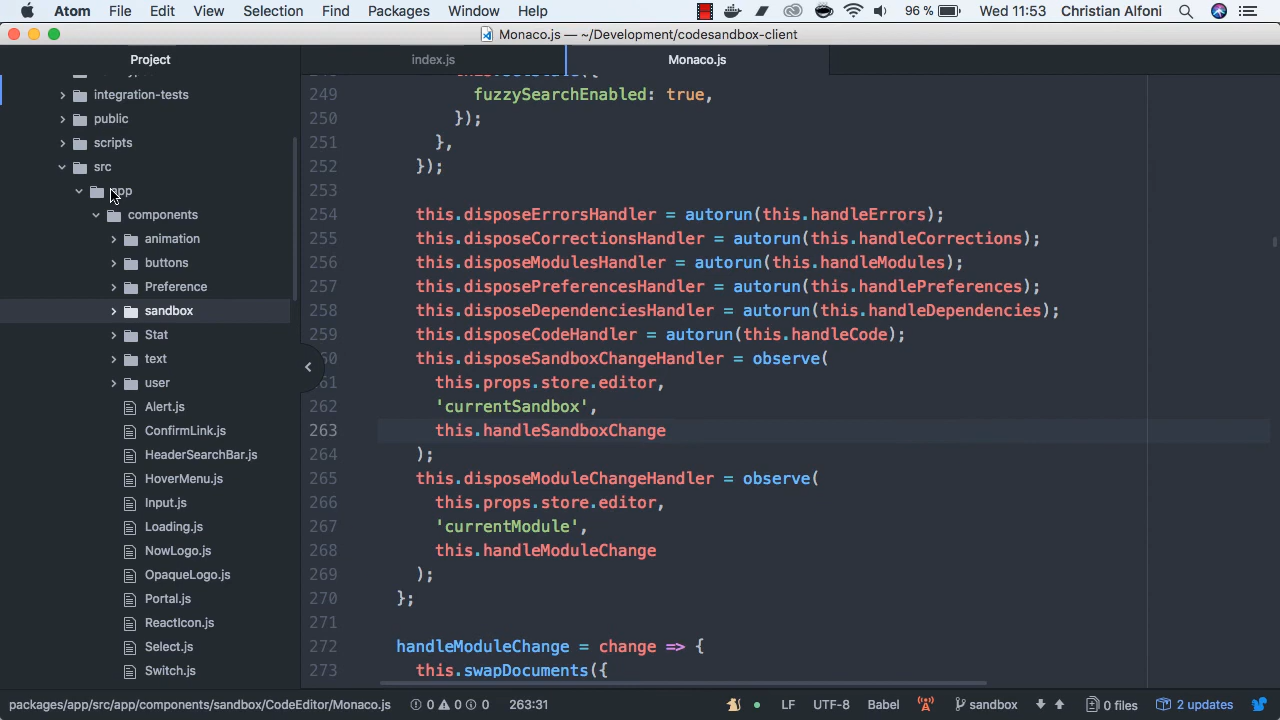 Atom File Edit View Selection Find Packages Window Help 96 % Wed 11:53 Christian Alfoni
Monaco.js — ~/Development/codesandbox-client
Project
index.js
Monaco.js
integration-tests
public
scripts
src
app
components
animation
buttons
Preference
sandbox
Stat
text
user
Alert.js
ConfirmLink.js
HeaderSearchBar.js
HoverMenu.js
Input.js
Loading.js
NowLogo.js
OpaqueLogo.js
Portal.js
ReactIcon.js
Select.js
Switch.js
249 fuzzySearchEnabled: true,
250 });
251 },
252 });
253
254 this.disposeErrorsHandler = autorun(this.handleErrors);
255 this.disposeCorrectionsHandler = autorun(this.handleCorrections);
256 this.disposeModulesHandler = autorun(this.handleModules);
257 this.disposePreferencesHandler = autorun(this.handlePreferences);
258 this.disposeDependenciesHandler = autorun(this.handleDependencies);
259 this.disposeCodeHandler = autorun(this.handleCode);
260 this.disposeSandboxChangeHandler = observe(
261 this.props.store.editor,
262 'currentSandbox',
263 this.handleSandboxChange
264 );
265 this.disposeModuleChangeHandler = observe(
266 this.props.store.editor,
267 'currentModule',
268 this.handleModuleChange
269 );
270 };
271
272 handleModuleChange = change => {
273 this.swapDocuments({
packages/app/src/app/components/sandbox/CodeEditor/Monaco.js 0 0 0 263:31 LF UTF-8 Babel sandbox 0 files 2 updates